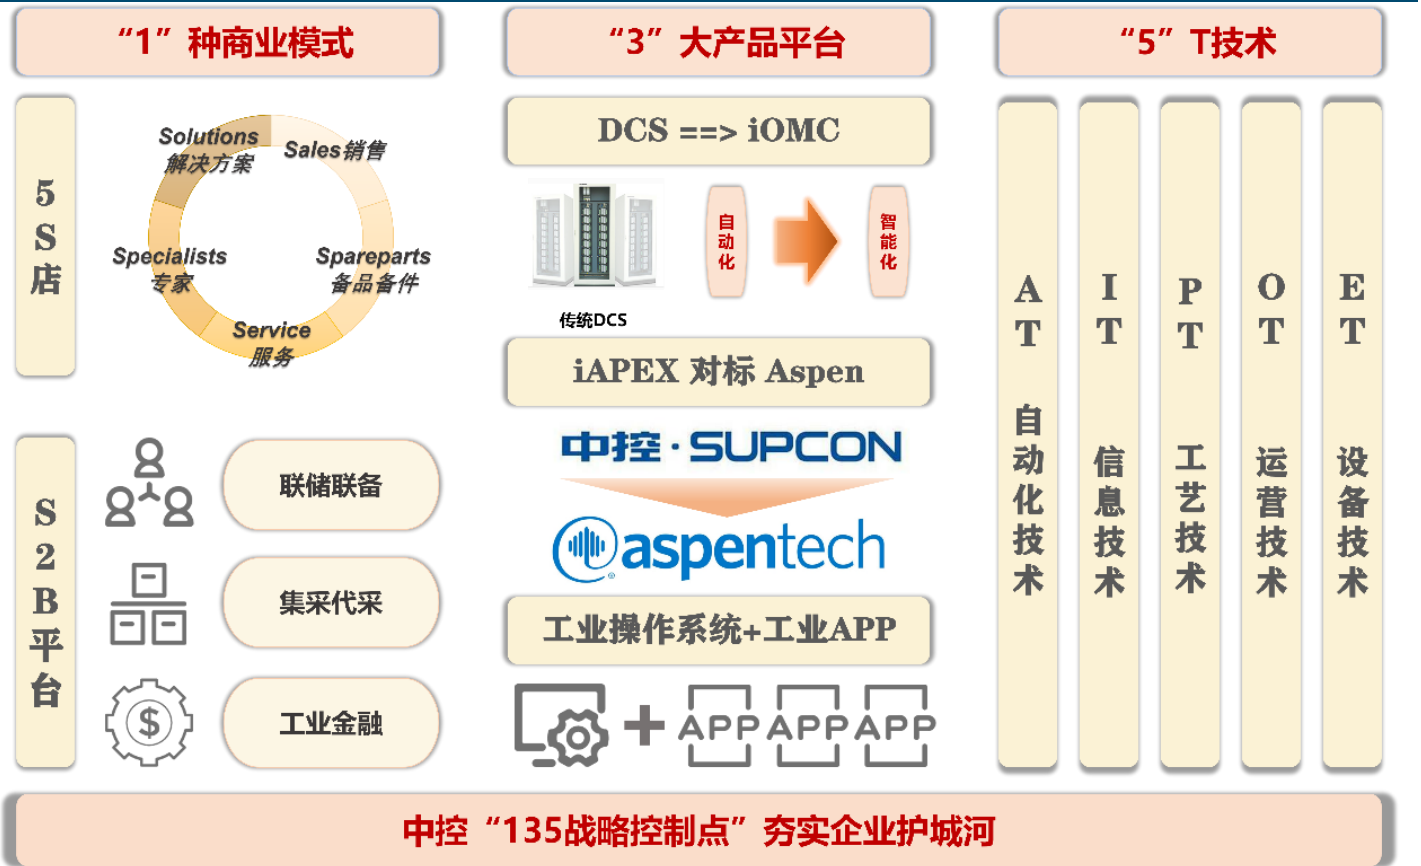 “1”种商业模式
5S店
Solutions
解决方案
Sales销售
Specialists
专家
Spareparts
备品备件
Service
服务
S2B平台
联储联备
集采代采
$
工业金融
“3”大产品平台
DCS ==> iOMC
自动化
智能化
传统DCS
iAPEX 对标 Aspen
中控·SUPCON
aspentech
工业操作系统+工业APP
+ APP APP APP
“5”T技术
AT 自动化技术
IT 信息技术
PT 工艺技术
OT 运营技术
ET 设备技术
中控“135战略控制点”夯实企业护城河